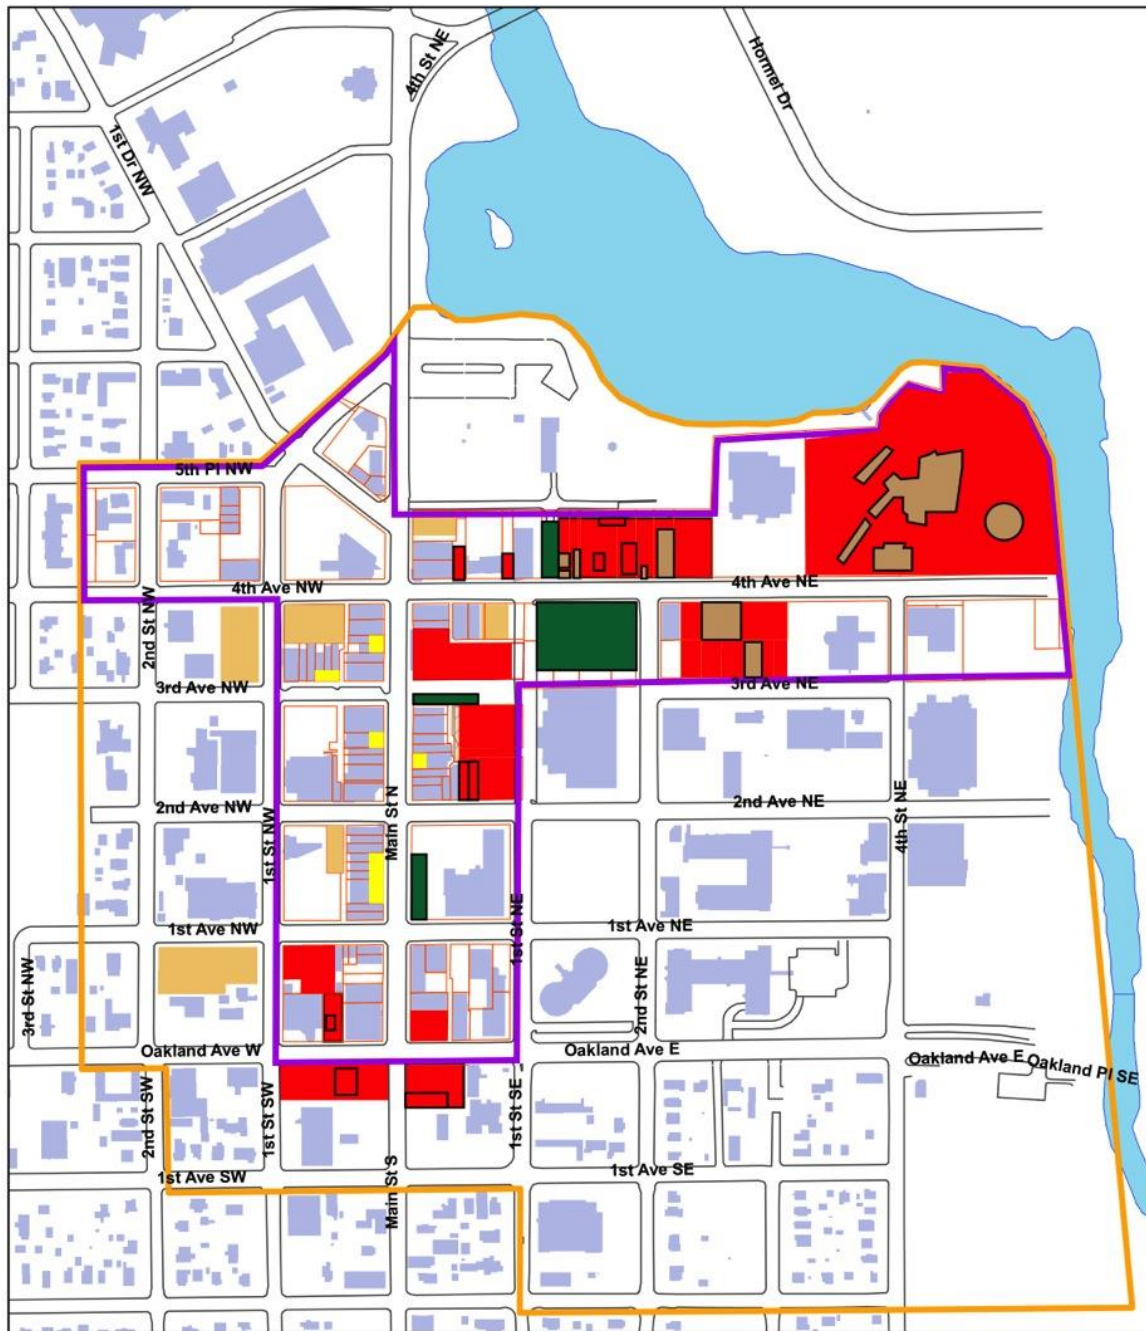 4th St NE
Hormel Dr
1st Dr NW
5th Pl NW
4th Ave NW
4th Ave NE
2nd St NW
3rd Ave NW
3rd Ave NE
2nd Ave NW
Main St N
2nd Ave NE
1st St NW
4th St NE
1st Ave NW
1st St NE
1st Ave NE
3rd St NW
2nd St NE
Oakland Ave W
Oakland Ave E
Oakland Ave E
Oakland Pl SE
2nd St SW
1st St SW
1st St SE
1st Ave SW
Main St S
1st Ave SE